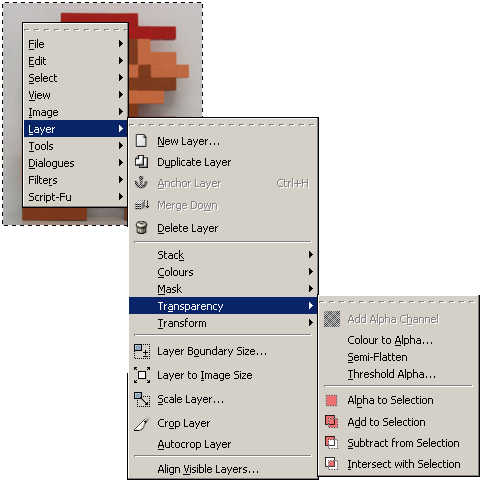 File
Edit
Select
View
Image
Layer
Tools
Dialogues
Filters
Script-Fu
New Layer...
Duplicate Layer
Anchor Layer Ctrl+H
Merge Down
Delete Layer
Stack
Colours
Mask
Transparency
Transform
Layer Boundary Size...
Layer to Image Size
Scale Layer...
Crop Layer
Autocrop Layer
Align Visible Layers...
Add Alpha Channel
Colour to Alpha...
Semi-Flatten
Threshold Alpha...
Alpha to Selection
Add to Selection
Subtract from Selection
Intersect with Selection